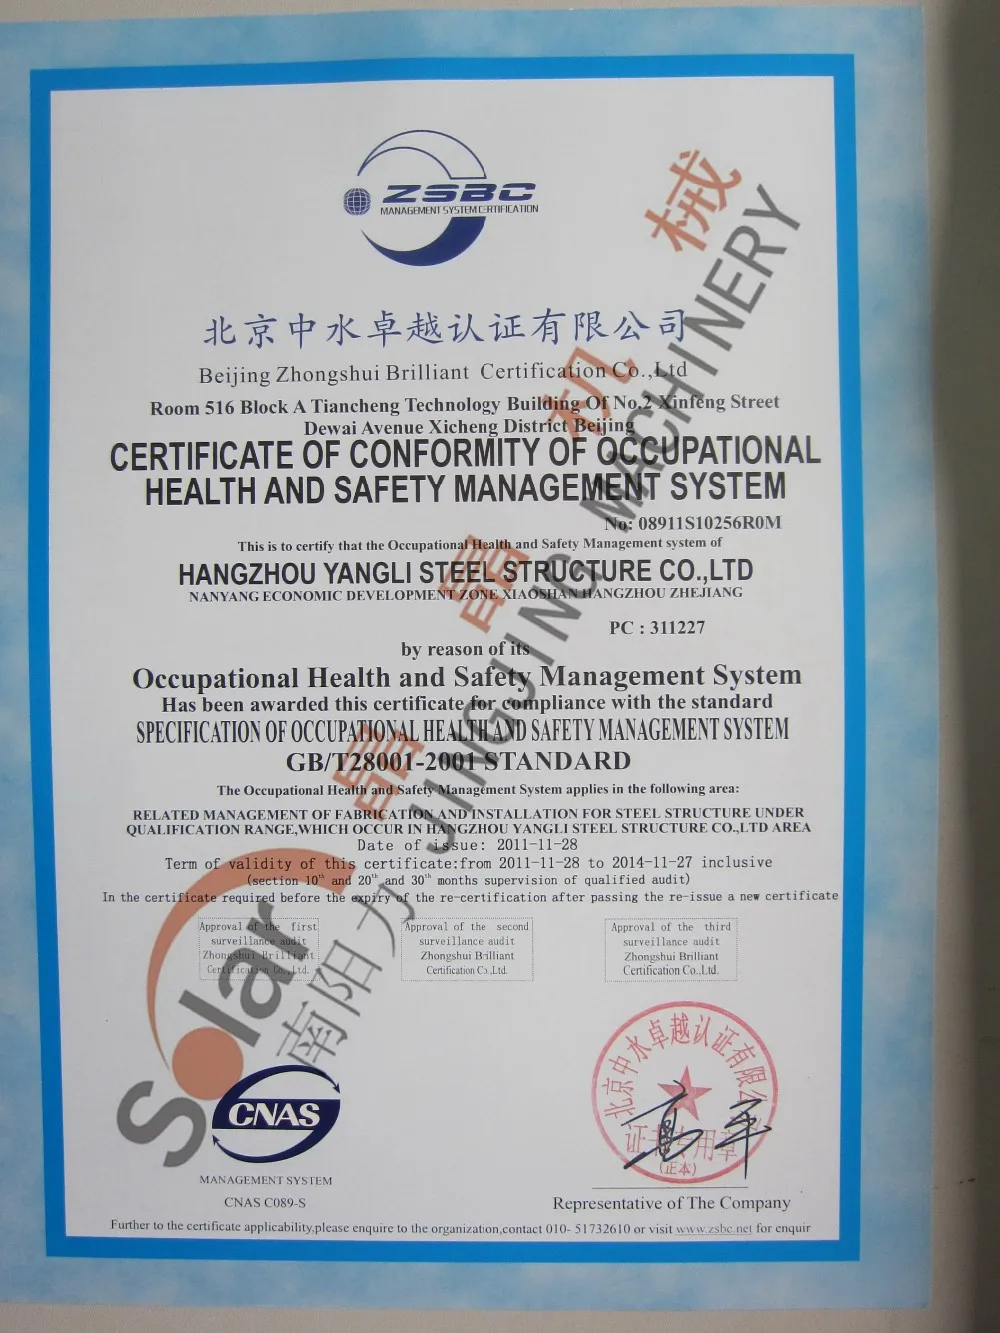 ZSBC
MANAGEMENT SYSTEM CERTIFICATION
北京中水卓越认证有限公司
Beijing Zhongshui Brilliant Certification Co.,Ltd
Room 516 Block A Tiancheng Technology Building Of No.2 Xinfeng Street
Dewai Avenue Xicheng District Beijing
CERTIFICATE OF CONFORMITY OF OCCUPATIONAL
HEALTH AND SAFETY MANAGEMENT SYSTEM
No: 08911S10256R0M
This is to certify that the Occupational Health and Safety Management system of
HANGZHOU YANGLI STEEL STRUCTURE CO.,LTD
NANYANG ECONOMIC DEVELOPMENT ZONE XIAOSHAN HANGZHOU ZHEJIANG
PC : 311227
by reason of its
Occupational Health and Safety Management System
Has been awarded this certificate for compliance with the standard
SPECIFICATION OF OCCUPATIONAL HEALTH AND SAFETY MANAGEMENT SYSTEM
GB/T28001-2001 STANDARD
The Occupational Health and Safety Management System applies in the following area:
RELATED MANAGEMENT OF FABRICATION AND INSTALLATION FOR STEEL STRUCTURE UNDER
QUALIFICATION RANGE,WHICH OCCUR IN HANGZHOU YANGLI STEEL STRUCTURE CO.,LTD AREA
Date of issue: 2011-11-28
Term of validity of this certificate:from 2011-11-28 to 2014-11-27 inclusive
(section 10th and 20th and 30th months supervision of qualified audit)
In the certificate required before the expiry of the re-certification after passing the re-issue a new certificate
Approval of the first
surveillance audit
Zhongshui Brilliant
Certification Co.,Ltd.
Approval of the second
surveillance audit
Zhongshui Brilliant
Certification Co.,Ltd.
Approval of the third
surveillance audit
Zhongshui Brilliant
Certification Co.,Ltd.
北京中水卓越认证有限公司
证书专用章
(正本)
CNAS
MANAGEMENT SYSTEM
CNAS C089-S
Representative of The Company
Further to the certificate applicability,please enquire to the organization,contact 010- 51732610 or visit www.zsbc.net for enquir
Solar
南阳力 JINGJING MACHINERY
晶晶机械